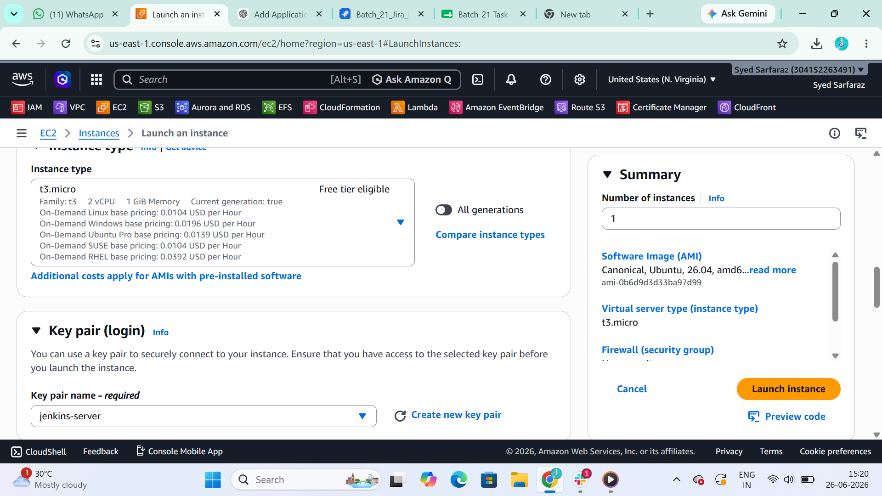 (11) WhatsApp
Launch an inst
Add Applicatio
Batch_21_Jira_
Batch-21 Task
New tab
Ask Gemini
us-east-1.console.aws.amazon.com/ec2/home?region=us-east-1#LaunchInstances:
aws
Search
[Alt+S]
Ask Amazon Q
United States (N. Virginia)
Syed Sarfaraz (304152263491)
Syed Sarfaraz
IAM
VPC
EC2
S3
Aurora and RDS
EFS
CloudFormation
Lambda
Amazon EventBridge
Route 53
Certificate Manager
CloudFront
EC2
Instances
Launch an instance
Instance type Info | Get advice
Instance type
t3.micro
Free tier eligible
Family: t3 2 vCPU 1 GiB Memory Current generation: true
On-Demand Linux base pricing: 0.0104 USD per Hour
On-Demand Windows base pricing: 0.0196 USD per Hour
On-Demand Ubuntu Pro base pricing: 0.0139 USD per Hour
On-Demand SUSE base pricing: 0.0104 USD per Hour
On-Demand RHEL base pricing: 0.0392 USD per Hour
All generations
Compare instance types
Additional costs apply for AMIs with pre-installed software
Key pair (login) Info
You can use a key pair to securely connect to your instance. Ensure that you have access to the selected key pair before
you launch the instance.
Key pair name - required
jenkins-server
Create new key pair
Summary
Number of instances
Info
1
Software Image (AMI)
Canonical, Ubuntu, 26.04, amd6...read more
ami-0b6d9d3d33ba97d99
Virtual server type (instance type)
t3.micro
Firewall (security group)
Cancel
Launch instance
Preview code
CloudShell
Feedback
Console Mobile App
© 2026, Amazon Web Services, Inc. or its affiliates.
Privacy
Terms
Cookie preferences
1
30°C
Mostly cloudy
Search
1
ENG
IN
15:20
26-06-2026